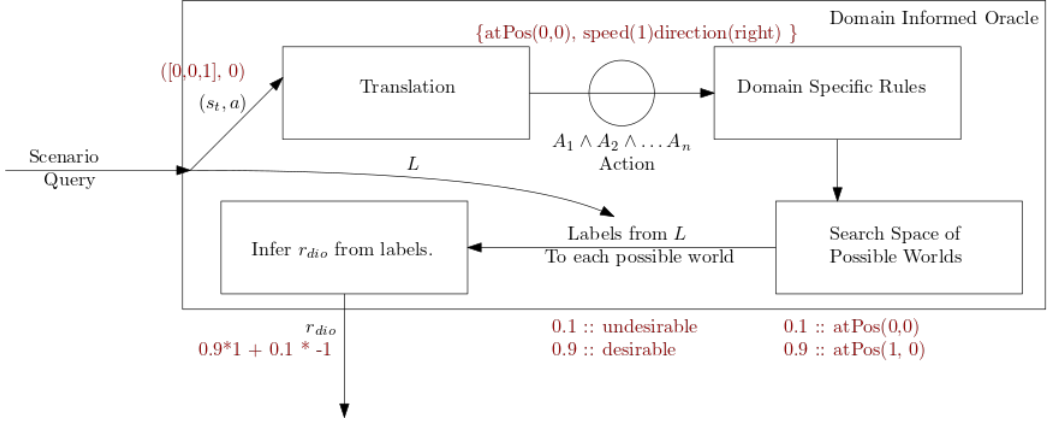 Domain Informed Oracle
{atPos(0,0), speed(1)direction(right) }
([0,0,1], 0)
(s_t, a)
Translation
Domain Specific Rules
A_1 ∧ A_2 ∧ … A_n
Action
Scenario
Query
L
Infer r_dio from labels.
Labels from L
To each possible world
Search Space of
Possible Worlds
r_dio
0.9*1 + 0.1 * -1
0.1 :: undesirable
0.9 :: desirable
0.1 :: atPos(0,0)
0.9 :: atPos(1, 0)